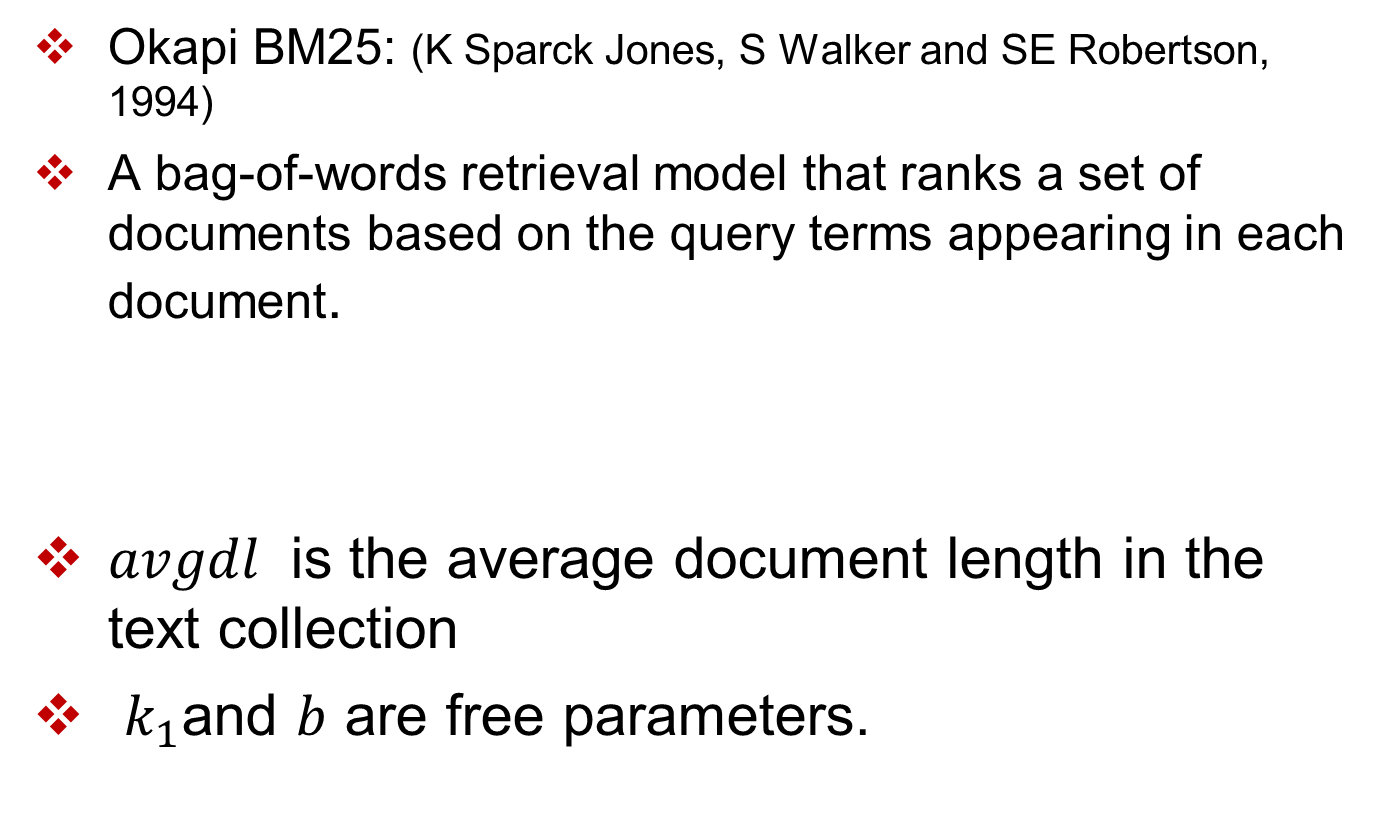 ❖ Okapi BM25: (K Sparck Jones, S Walker and SE Robertson,
1994)
❖ A bag-of-words retrieval model that ranks a set of
documents based on the query terms appearing in each
document.
❖ 𝑎𝑣𝑔𝑑𝑙 is the average document length in the
text collection
❖ 𝑘₁and 𝑏 are free parameters.